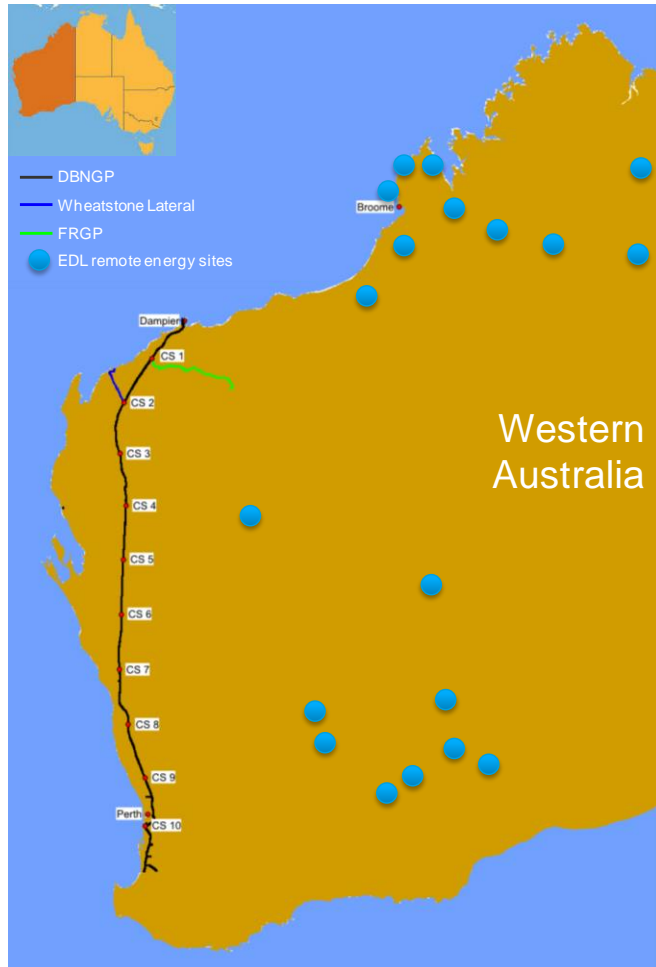 DBNGP
Wheatstone Lateral
FRGP
EDL remote energy sites
Broome
Dampier
CS 1
CS 2
Western
Australia
CS 3
CS 4
CS 5
CS 6
CS 7
CS 8
CS 9
Perth
CS 10